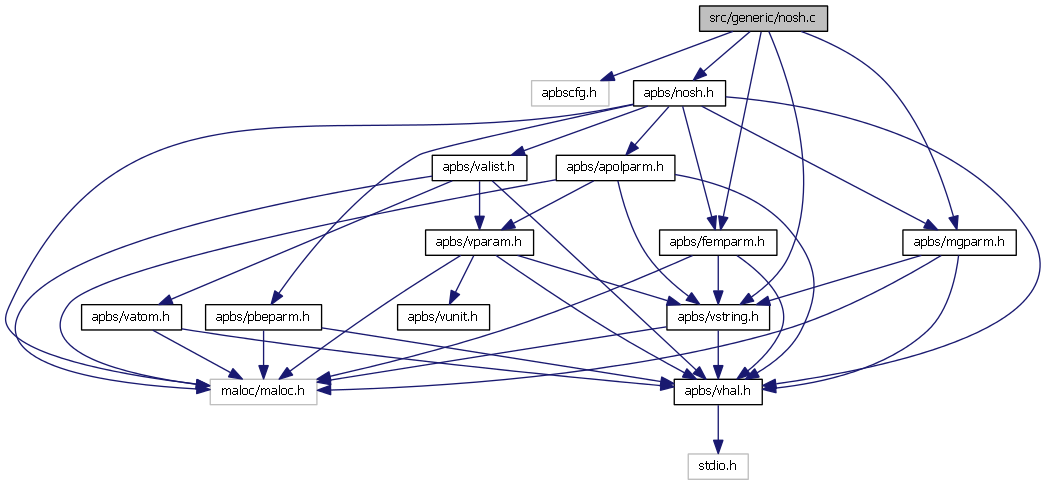 src/generic/nosh.c
apbscfg.h
apbs/nosh.h
apbs/valist.h
apbs/apolparm.h
apbs/vparam.h
apbs/femparm.h
apbs/mgparm.h
apbs/vatom.h
apbs/pbeparm.h
apbs/vunit.h
apbs/vstring.h
maloc/maloc.h
apbs/vhal.h
stdio.h